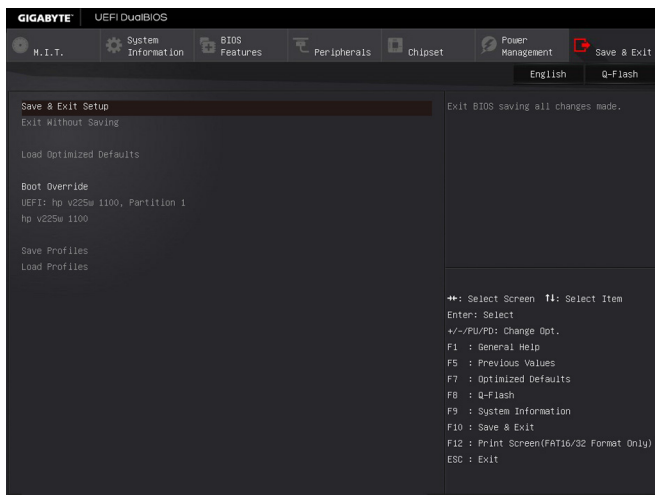 GIGABYTE™ UEFI DualBIOS
M.I.T. System Information BIOS Features Peripherals Chipset Power Management Save & Exit
English Q-Flash
Save & Exit Setup
Exit Without Saving
Load Optimized Defaults
Boot Override
UEFI: hp v225w 1100, Partition 1
hp v225w 1100
Save Profiles
Load Profiles
Exit BIOS saving all changes made.
→←: Select Screen ↑↓: Select Item
Enter: Select
+/-/PU/PD: Change Opt.
F1 : General Help
F5 : Previous Values
F7 : Optimized Defaults
F8 : Q-Flash
F9 : System Information
F10 : Save & Exit
F12 : Print Screen(FAT16/32 Format Only)
ESC : Exit